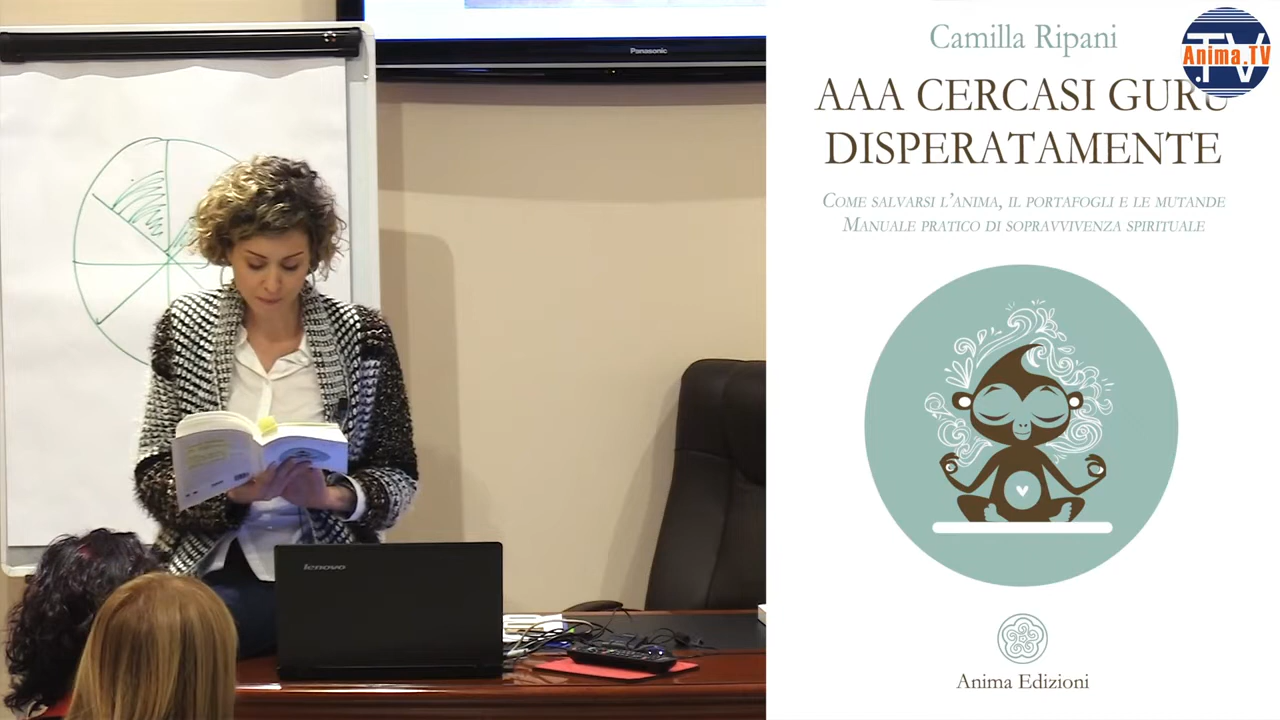 Panasonic
lenovo
Camilla Ripani
AAA CERCASI GURU
DISPERATAMENTE
COME SALVARSI L'ANIMA, IL PORTAFOGLI E LE MUTANDE
MANUALE PRATICO DI SOPRAVVIVENZA SPIRITUALE
Anima Edizioni
TV
Anima.TV